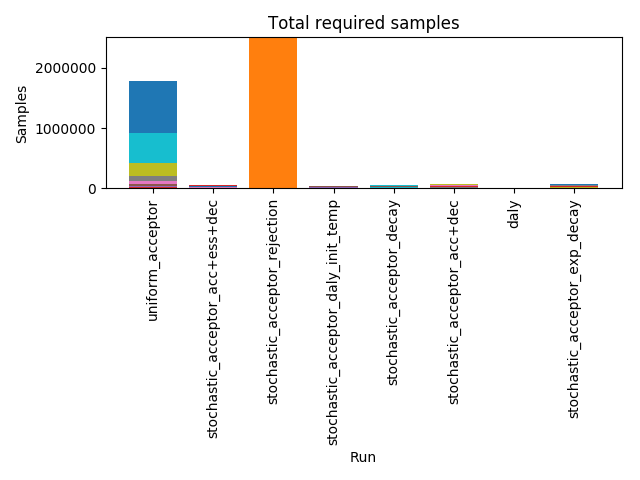 Total required samples
Samples
2000000
1000000
0
uniform_acceptor
stochastic_acceptor_acc+ess+dec
stochastic_acceptor_rejection
stochastic_acceptor_daly_init_temp
stochastic_acceptor_decay
stochastic_acceptor_acc+dec
daly
stochastic_acceptor_exp_decay
Run